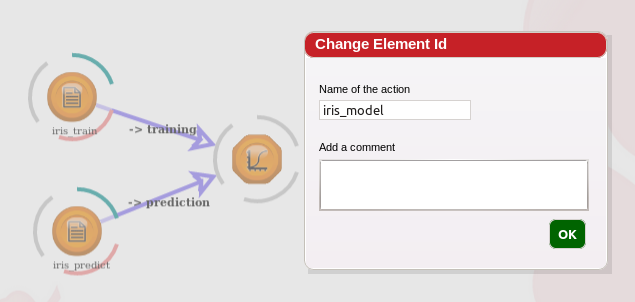 Change Element Id
Name of the action
iris_model
Add a comment
OK
iris_train
-> training
-> prediction
iris_predict